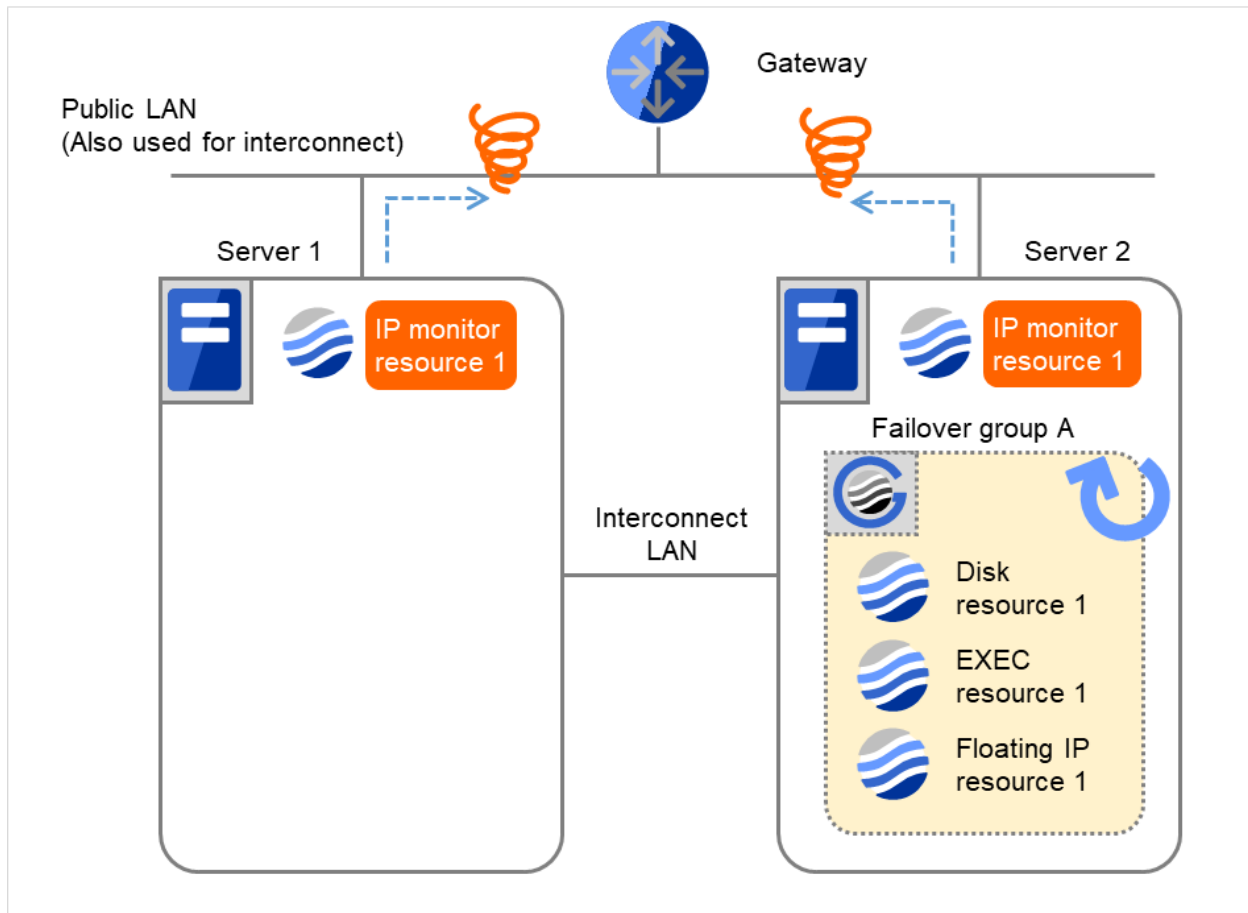 Gateway
Public LAN
(Also used for interconnect)
Server 1
Server 2
IP monitor
resource 1
IP monitor
resource 1
Failover group A
Interconnect
LAN
Disk
resource 1
EXEC
resource 1
Floating IP
resource 1